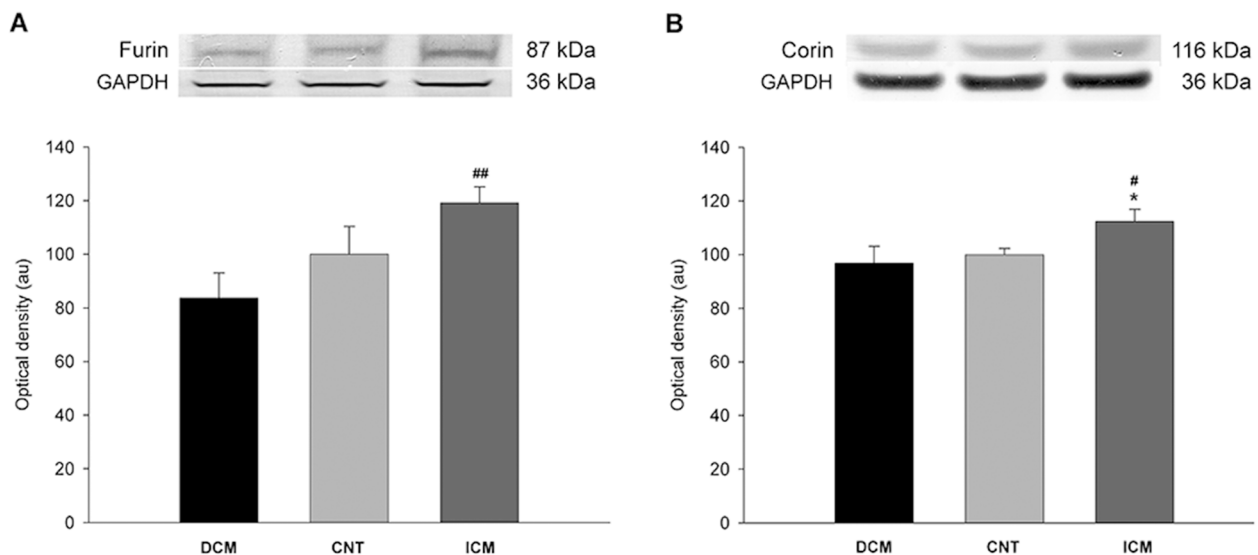 A
Furin 87 kDa
GAPDH 36 kDa
Optical density (au)
140
120
100
80
60
40
20
0
##
DCM CNT ICM
B
Corin 116 kDa
GAPDH 36 kDa
Optical density (au)
140
120
100
80
60
40
20
0
#
*
DCM CNT ICM